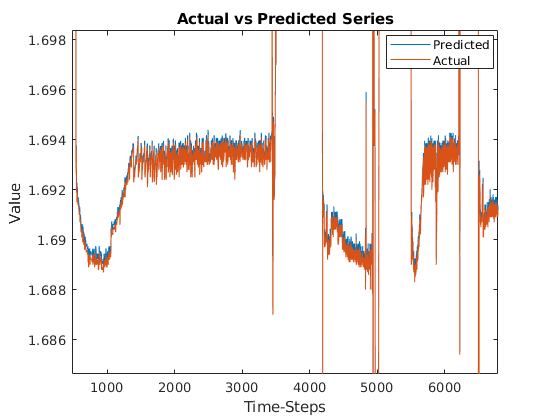 Actual vs Predicted Series
Predicted
Actual
1.698
1.696
1.694
1.692
1.69
1.688
1.686
Value
1000 2000 3000 4000 5000 6000
Time-Steps